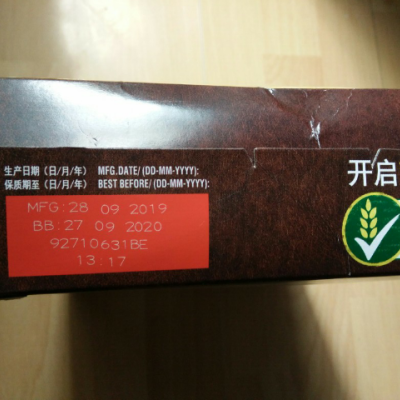 生产日期（日/月/年） MFG.DATE/ (DD-MM-YYYY):
保质期至（日/月/年） BEST BEFORE/ (DD-MM-YYYY):
MFG:28 09 2019
BB:27 09 2020
92710631BE
13.17
开启